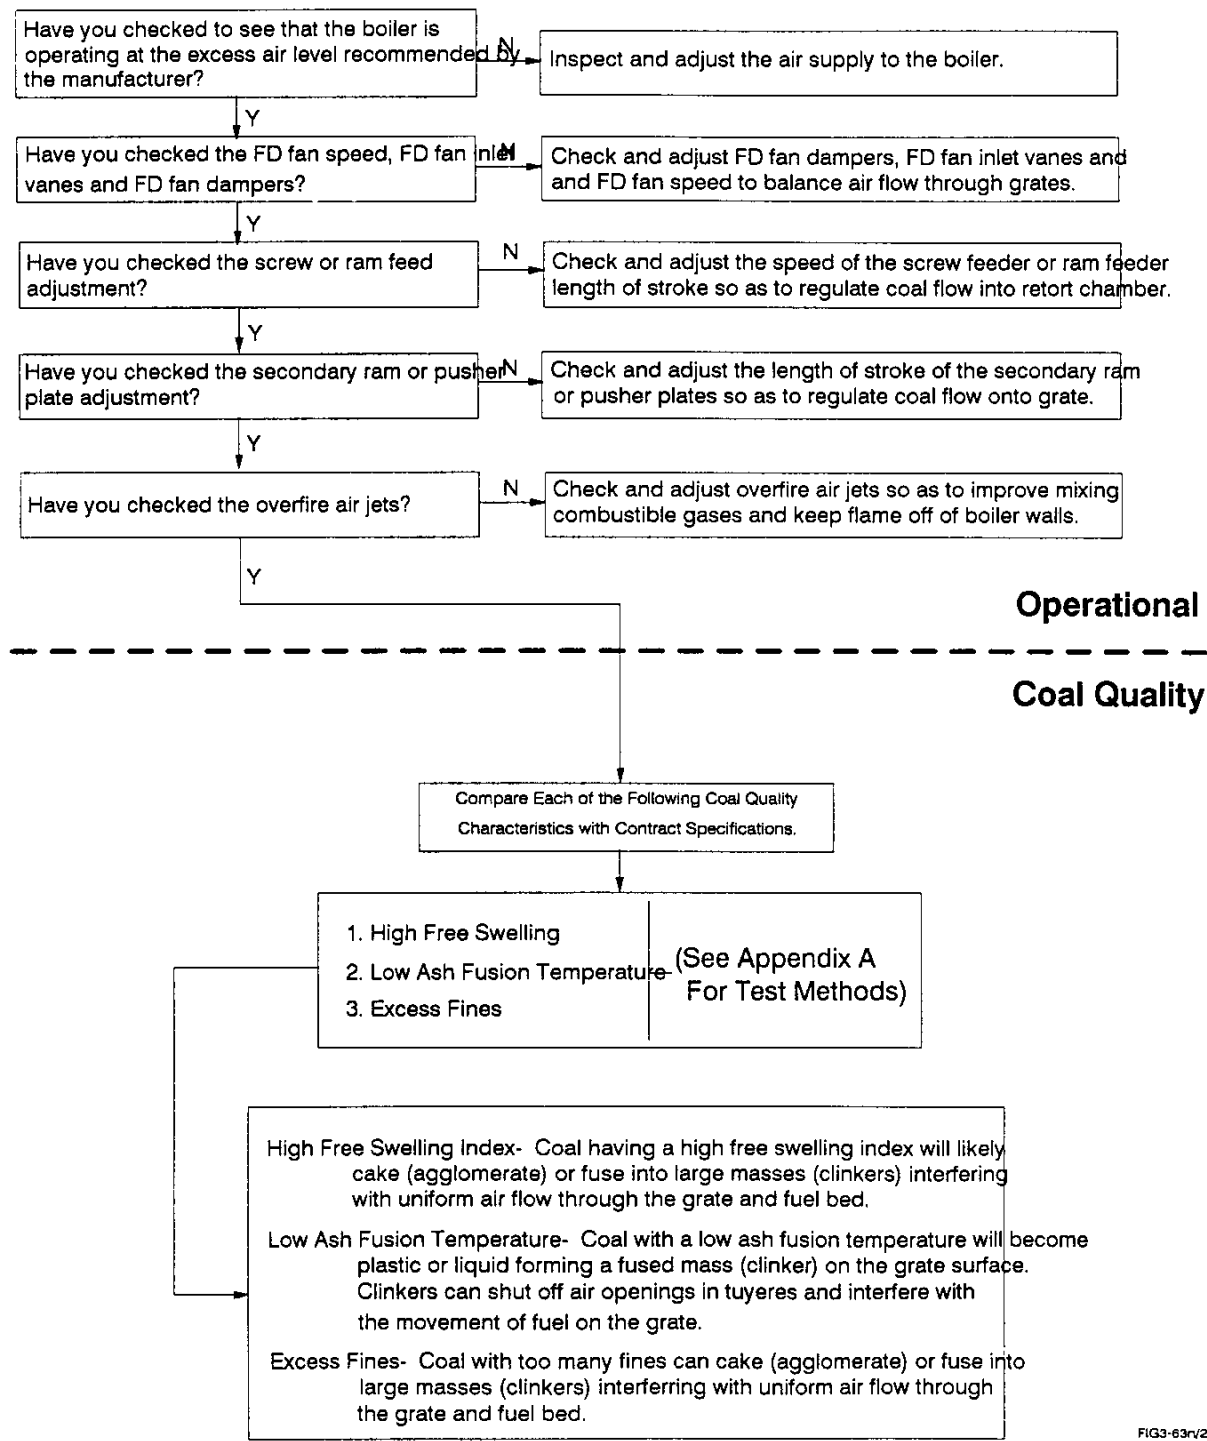 Have you checked to see that the boiler is
operating at the excess air level recommended by
the manufacturer?
N
Inspect and adjust the air supply to the boiler.
Y
Have you checked the FD fan speed, FD fan inlet
vanes and FD fan dampers?
N
Check and adjust FD fan dampers, FD fan inlet vanes and
and FD fan speed to balance air flow through grates.
Y
Have you checked the screw or ram feed
adjustment?
N
Check and adjust the speed of the screw feeder or ram feeder
length of stroke so as to regulate coal flow into retort chamber.
Y
Have you checked the secondary ram or pusher
plate adjustment?
N
Check and adjust the length of stroke of the secondary ram
or pusher plates so as to regulate coal flow onto grate.
Y
Have you checked the overfire air jets?
N
Check and adjust overfire air jets so as to improve mixing
combustible gases and keep flame off of boiler walls.
Y
Operational
Coal Quality
Compare Each of the Following Coal Quality
Characteristics with Contract Specifications.
1. High Free Swelling
2. Low Ash Fusion Temperature-
3. Excess Fines
(See Appendix A
For Test Methods)
High Free Swelling Index- Coal having a high free swelling index will likely
cake (agglomerate) or fuse into large masses (clinkers) interfering
with uniform air flow through the grate and fuel bed.
Low Ash Fusion Temperature- Coal with a low ash fusion temperature will become
plastic or liquid forming a fused mass (clinker) on the grate surface.
Clinkers can shut off air openings in tuyeres and interfere with
the movement of fuel on the grate.
Excess Fines- Coal with too many fines can cake (agglomerate) or fuse into
large masses (clinkers) interferring with uniform air flow through
the grate and fuel bed.
FIG3-63r/2